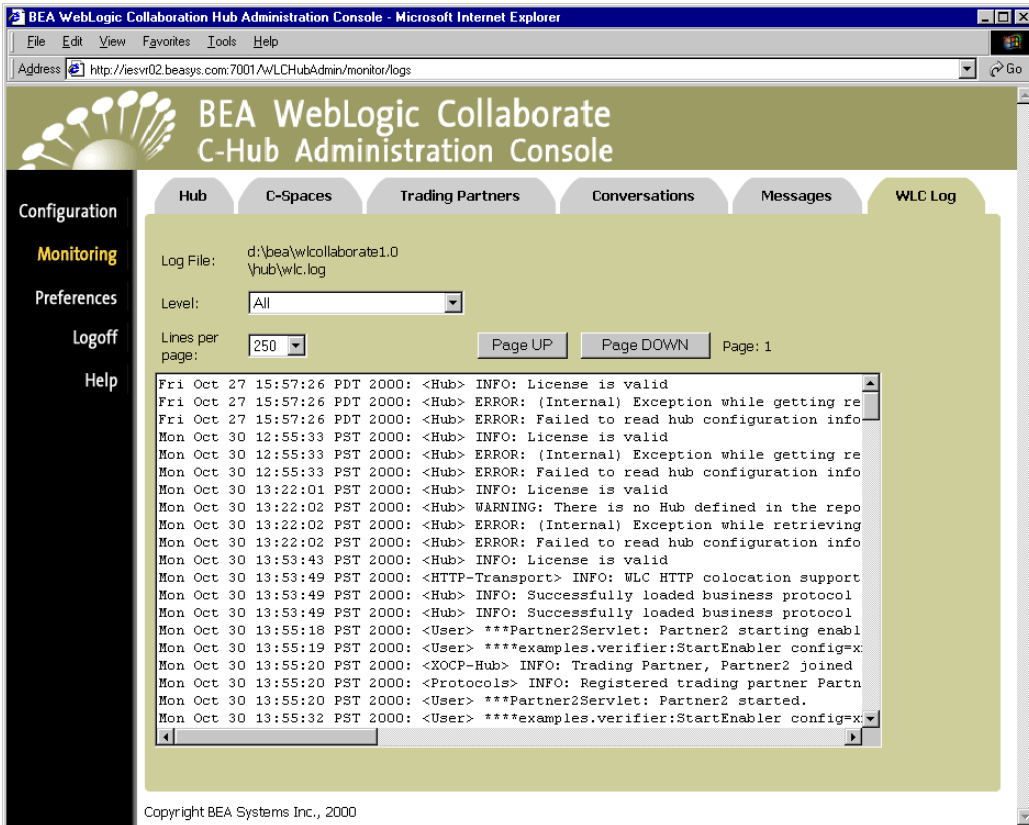 BEA WebLogic Collaboration Hub Administration Console - Microsoft Internet Explorer
File Edit View Favorites Tools Help
Address http://iesvr02.beasys.com:7001/WLCHubAdmin/monitor/logs Go
BEA WebLogic Collaborate
C-Hub Administration Console
Hub C-Spaces Trading Partners Conversations Messages WLC Log
Configuration
Monitoring
Preferences
Logoff
Help
Log File: d:\bea\wlcollaborate1.0
\hub\wlc.log
Level: All
Lines per
page: 250 Page UP Page DOWN Page: 1
Fri Oct 27 15:57:26 PDT 2000: <Hub> INFO: License is valid
Fri Oct 27 15:57:26 PDT 2000: <Hub> ERROR: (Internal) Exception while getting re
Fri Oct 27 15:57:26 PDT 2000: <Hub> ERROR: Failed to read hub configuration info
Mon Oct 30 12:55:33 PST 2000: <Hub> INFO: License is valid
Mon Oct 30 12:55:33 PST 2000: <Hub> ERROR: (Internal) Exception while getting re
Mon Oct 30 12:55:33 PST 2000: <Hub> ERROR: Failed to read hub configuration info
Mon Oct 30 13:22:01 PST 2000: <Hub> INFO: License is valid
Mon Oct 30 13:22:02 PST 2000: <Hub> WARNING: There is no Hub defined in the repo
Mon Oct 30 13:22:02 PST 2000: <Hub> ERROR: (Internal) Exception while retrieving
Mon Oct 30 13:22:02 PST 2000: <Hub> ERROR: Failed to read hub configuration info
Mon Oct 30 13:53:43 PST 2000: <Hub> INFO: License is valid
Mon Oct 30 13:53:49 PST 2000: <HTTP-Transport> INFO: WLC HTTP colocation support
Mon Oct 30 13:53:49 PST 2000: <Hub> INFO: Successfully loaded business protocol
Mon Oct 30 13:53:49 PST 2000: <Hub> INFO: Successfully loaded business protocol
Mon Oct 30 13:55:18 PST 2000: <User> ***Partner2Servlet: Partner2 starting enabl
Mon Oct 30 13:55:19 PST 2000: <User> ****examples.verifier:StartEnabler config=x
Mon Oct 30 13:55:20 PST 2000: <XOCP-Hub> INFO: Trading Partner, Partner2 joined
Mon Oct 30 13:55:20 PST 2000: <Protocols> INFO: Registered trading partner Partn
Mon Oct 30 13:55:20 PST 2000: <User> ***Partner2Servlet: Partner2 started.
Mon Oct 30 13:55:32 PST 2000: <User> ****examples.verifier:StartEnabler config=x
Copyright BEA Systems Inc., 2000